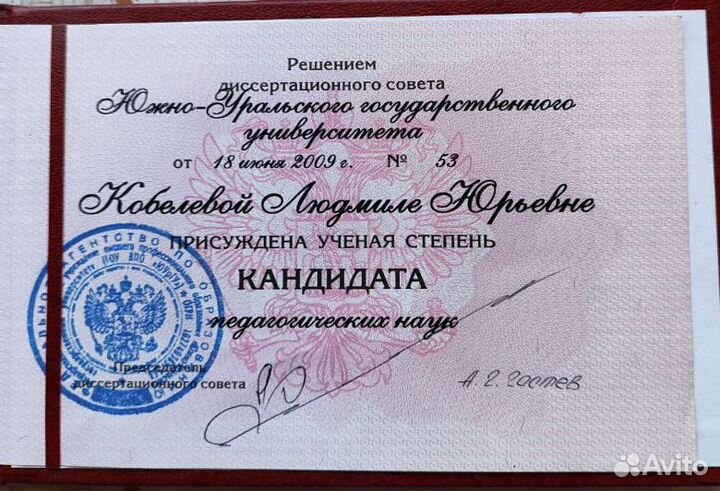 Решением
диссертационного совета
Южно-Уральского государственного
университета
от 18 июня 2009 г. № 53
Кобелевой Людмиле Юрьевне
ПРИСУЖДЕНА УЧЕНАЯ СТЕПЕНЬ
КАНДИДАТА
педагогических наук
Председатель
диссертационного совета
А.Г. Гостев
Avito